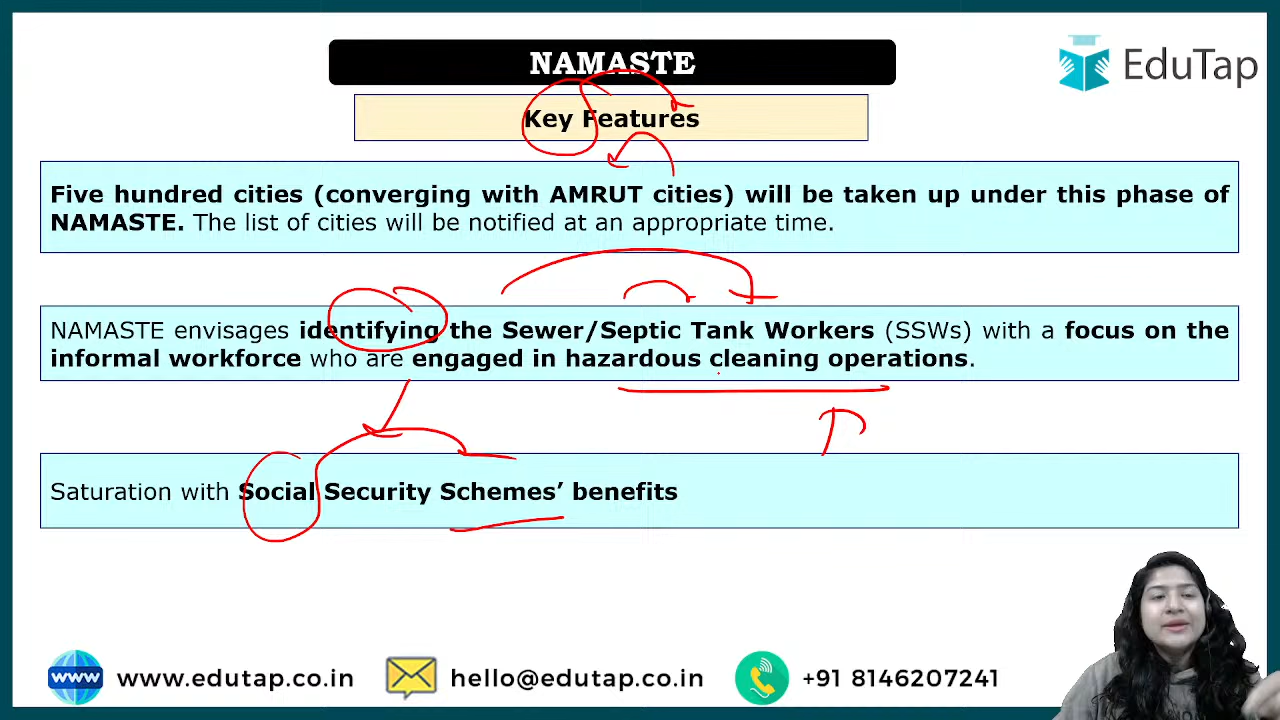 NAMASTE
EduTap
Key Features
Five hundred cities (converging with AMRUT cities) will be taken up under this phase of
NAMASTE. The list of cities will be notified at an appropriate time.
NAMASTE envisages identifying the Sewer/Septic Tank Workers (SSWs) with a focus on the
informal workforce who are engaged in hazardous cleaning operations.
Saturation with Social Security Schemes’ benefits
www www.edutap.co.in hello@edutap.co.in +91 8146207241